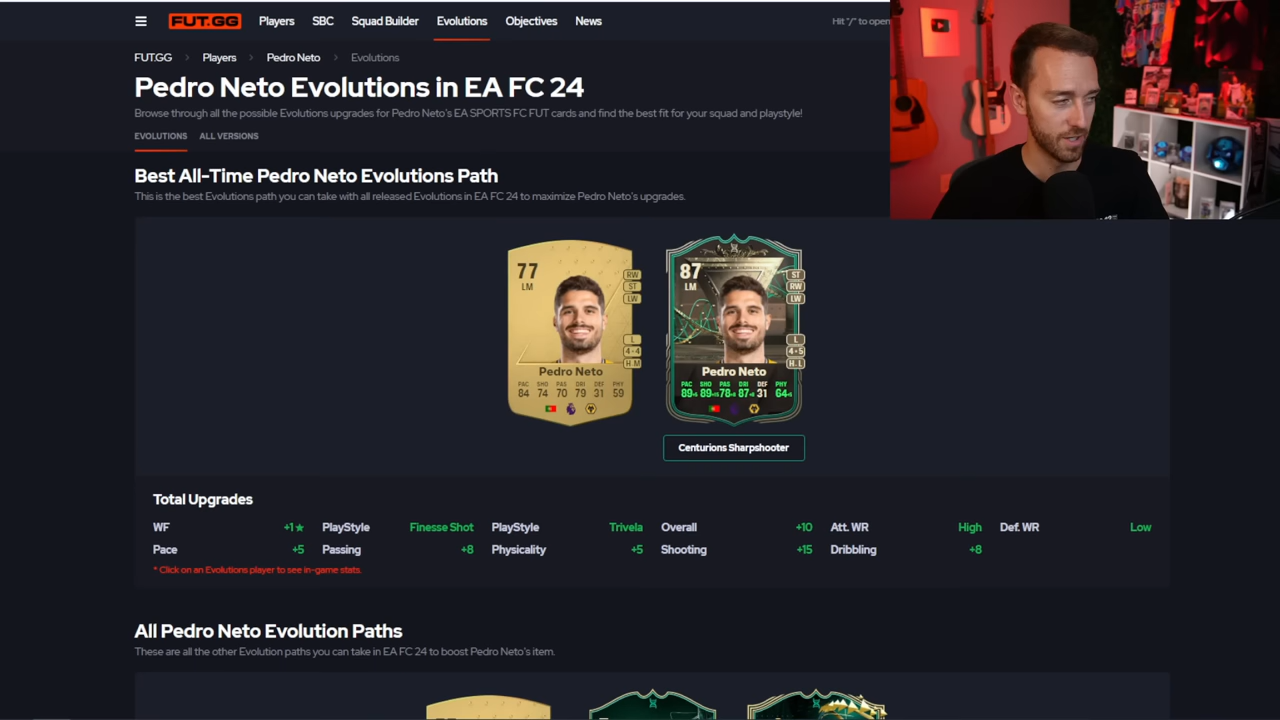 FUT.GG Players SBC Squad Builder Evolutions Objectives News Hit "/" to open
FUT.GG > Players > Pedro Neto > Evolutions
Pedro Neto Evolutions in EA FC 24
Browse through all the possible Evolutions upgrades for Pedro Neto's EA SPORTS FC FUT cards and find the best fit for your squad and playstyle!
EVOLUTIONS ALL VERSIONS
Best All-Time Pedro Neto Evolutions Path
This is the best Evolutions path you can take with all released Evolutions in EA FC 24 to maximize Pedro Neto's upgrades.
77
LM
RW
ST
LW
L
4-4
H.M
Pedro Neto
PAC SHO PAS DRI DEF PHY
84 74 70 79 31 59
87
LM
ST
RW
LW
L
4-5
H.L
Pedro Neto
PAC SHO PAS DRI DEF PHY
89+5 89+15 78+8 87+8 31 64+5
Centurions Sharpshooter
Total Upgrades
WF +1★ PlayStyle Finesse Shot PlayStyle Trivela Overall +10 Att. WR High Def. WR Low
Pace +5 Passing +8 Physicality +5 Shooting +15 Dribbling +8
* Click on an Evolutions player to see in-game stats.
All Pedro Neto Evolution Paths
These are all the other Evolution paths you can take in EA FC 24 to boost Pedro Neto's item.